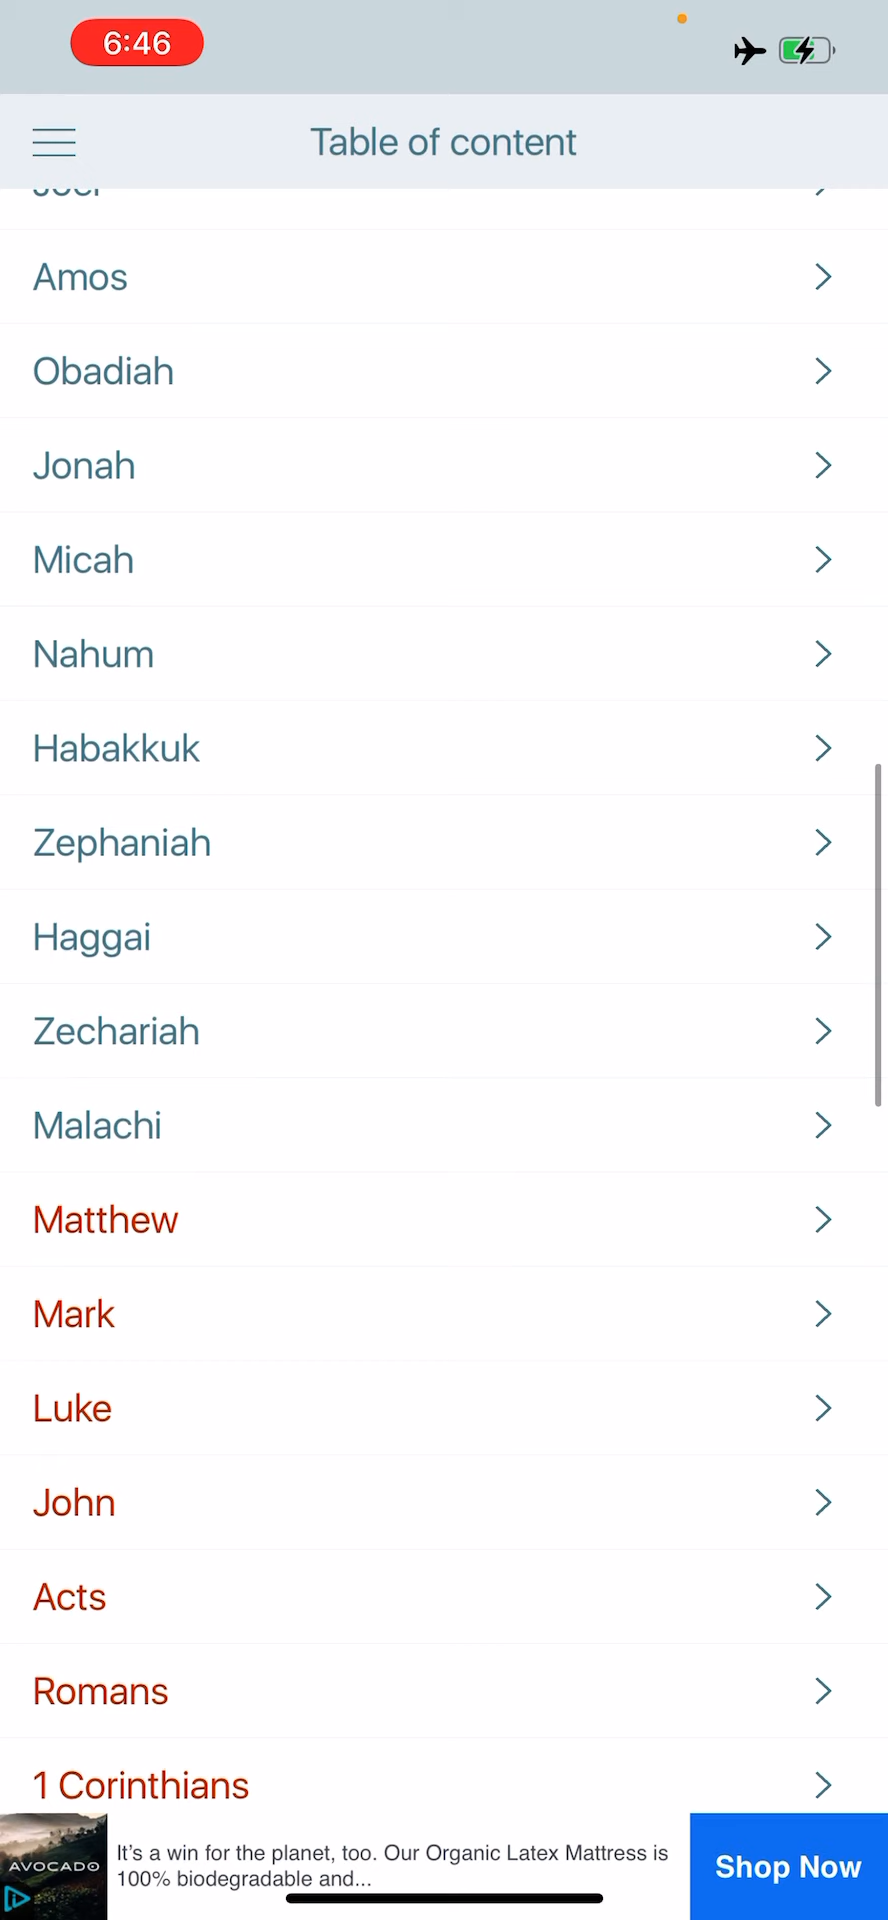 6:46
Table of content
Amos
Obadiah
Jonah
Micah
Nahum
Habakkuk
Zephaniah
Haggai
Zechariah
Malachi
Matthew
Mark
Luke
John
Acts
Romans
1 Corinthians
AVOCADO
It's a win for the planet, too. Our Organic Latex Mattress is
100% biodegradable and...
Shop Now